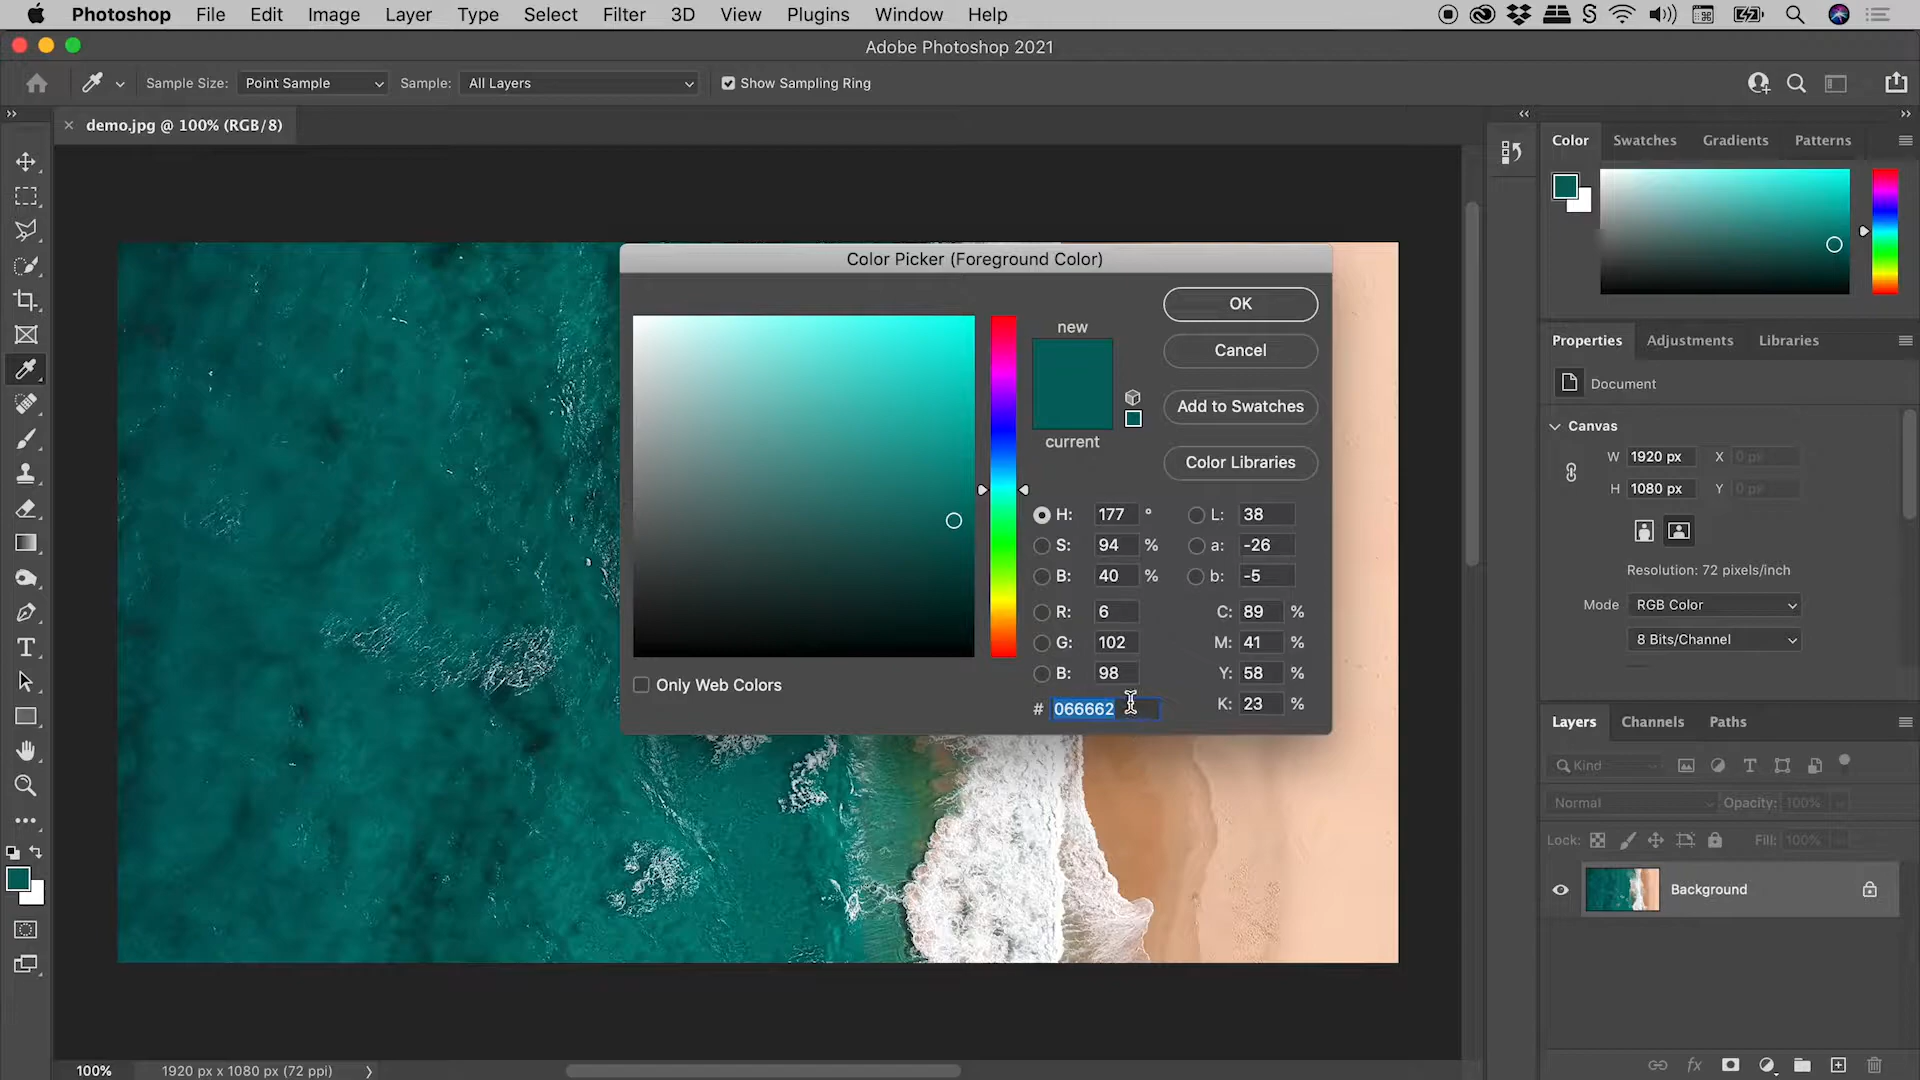 Photoshop File Edit Image Layer Type Select Filter 3D View Plugins Window Help
Adobe Photoshop 2021
Sample Size: Point Sample Sample: All Layers Show Sampling Ring
demo.jpg @ 100% (RGB/8)
Color Swatches Gradients Patterns
Color Picker (Foreground Color)
new
current
OK
Cancel
Add to Swatches
Color Libraries
H: 177 ° L: 38
S: 94 % a: -26
B: 40 % b: -5
R: 6 C: 89 %
G: 102 M: 41 %
B: 98 Y: 58 %
# 066662 K: 23 %
Only Web Colors
Properties Adjustments Libraries
Document
Canvas
W 1920 px X 0 px
H 1080 px Y 0 px
Resolution: 72 pixels/inch
Mode RGB Color
8 Bits/Channel
Layers Channels Paths
Kind
Normal Opacity: 100%
Lock: Fill: 100%
Background
fx
100% 1920 px x 1080 px (72 ppi)